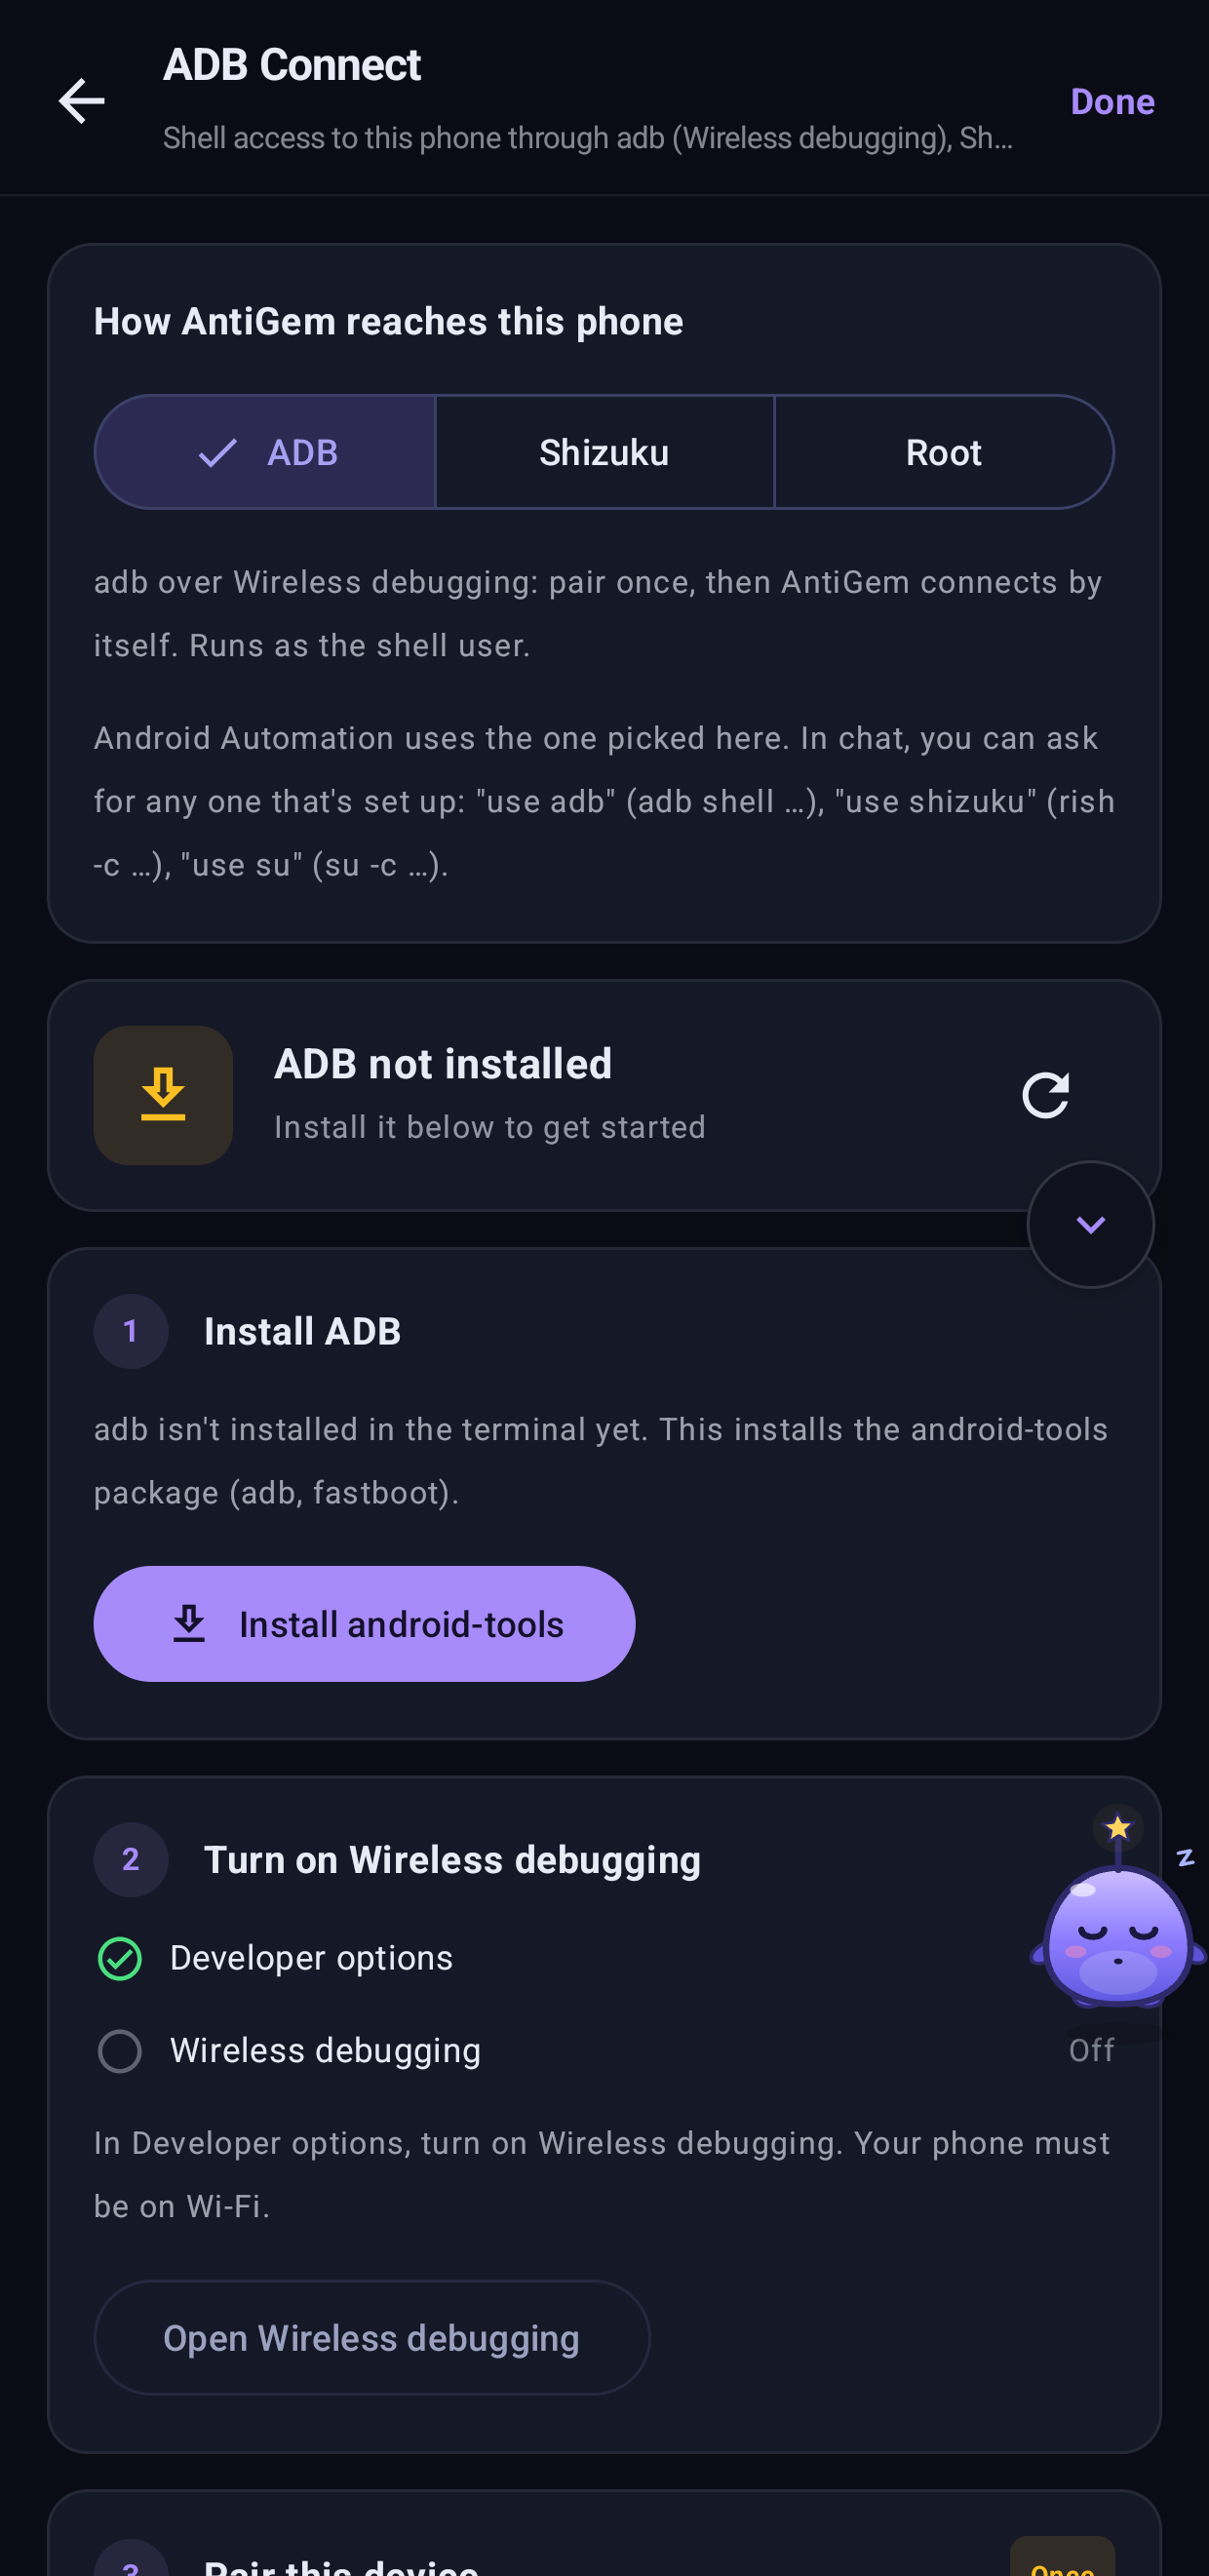 ADB Connect
Shell access to this phone through adb (Wireless debugging), Sh...
Done
How AntiGem reaches this phone
ADB
Shizuku
Root
adb over Wireless debugging: pair once, then AntiGem connects by
itself. Runs as the shell user.
Android Automation uses the one picked here. In chat, you can ask
for any one that's set up: "use adb" (adb shell …), "use shizuku" (rish
-c …), "use su" (su -c …).
ADB not installed
Install it below to get started
1
Install ADB
adb isn't installed in the terminal yet. This installs the android-tools
package (adb, fastboot).
Install android-tools
2
Turn on Wireless debugging
z
Developer options
Wireless debugging
Off
In Developer options, turn on Wireless debugging. Your phone must
be on Wi-Fi.
Open Wireless debugging
3
Pair this device
Once